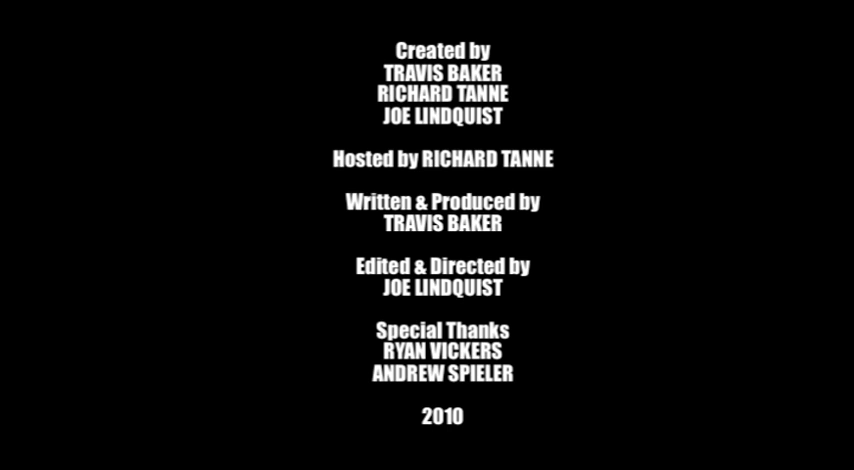 Created by
TRAVIS BAKER
RICHARD TANNE
JOE LINDQUIST
Hosted by RICHARD TANNE
Written & Produced by
TRAVIS BAKER
Edited & Directed by
JOE LINDQUIST
Special Thanks
RYAN VICKERS
ANDREW SPIELER
2010